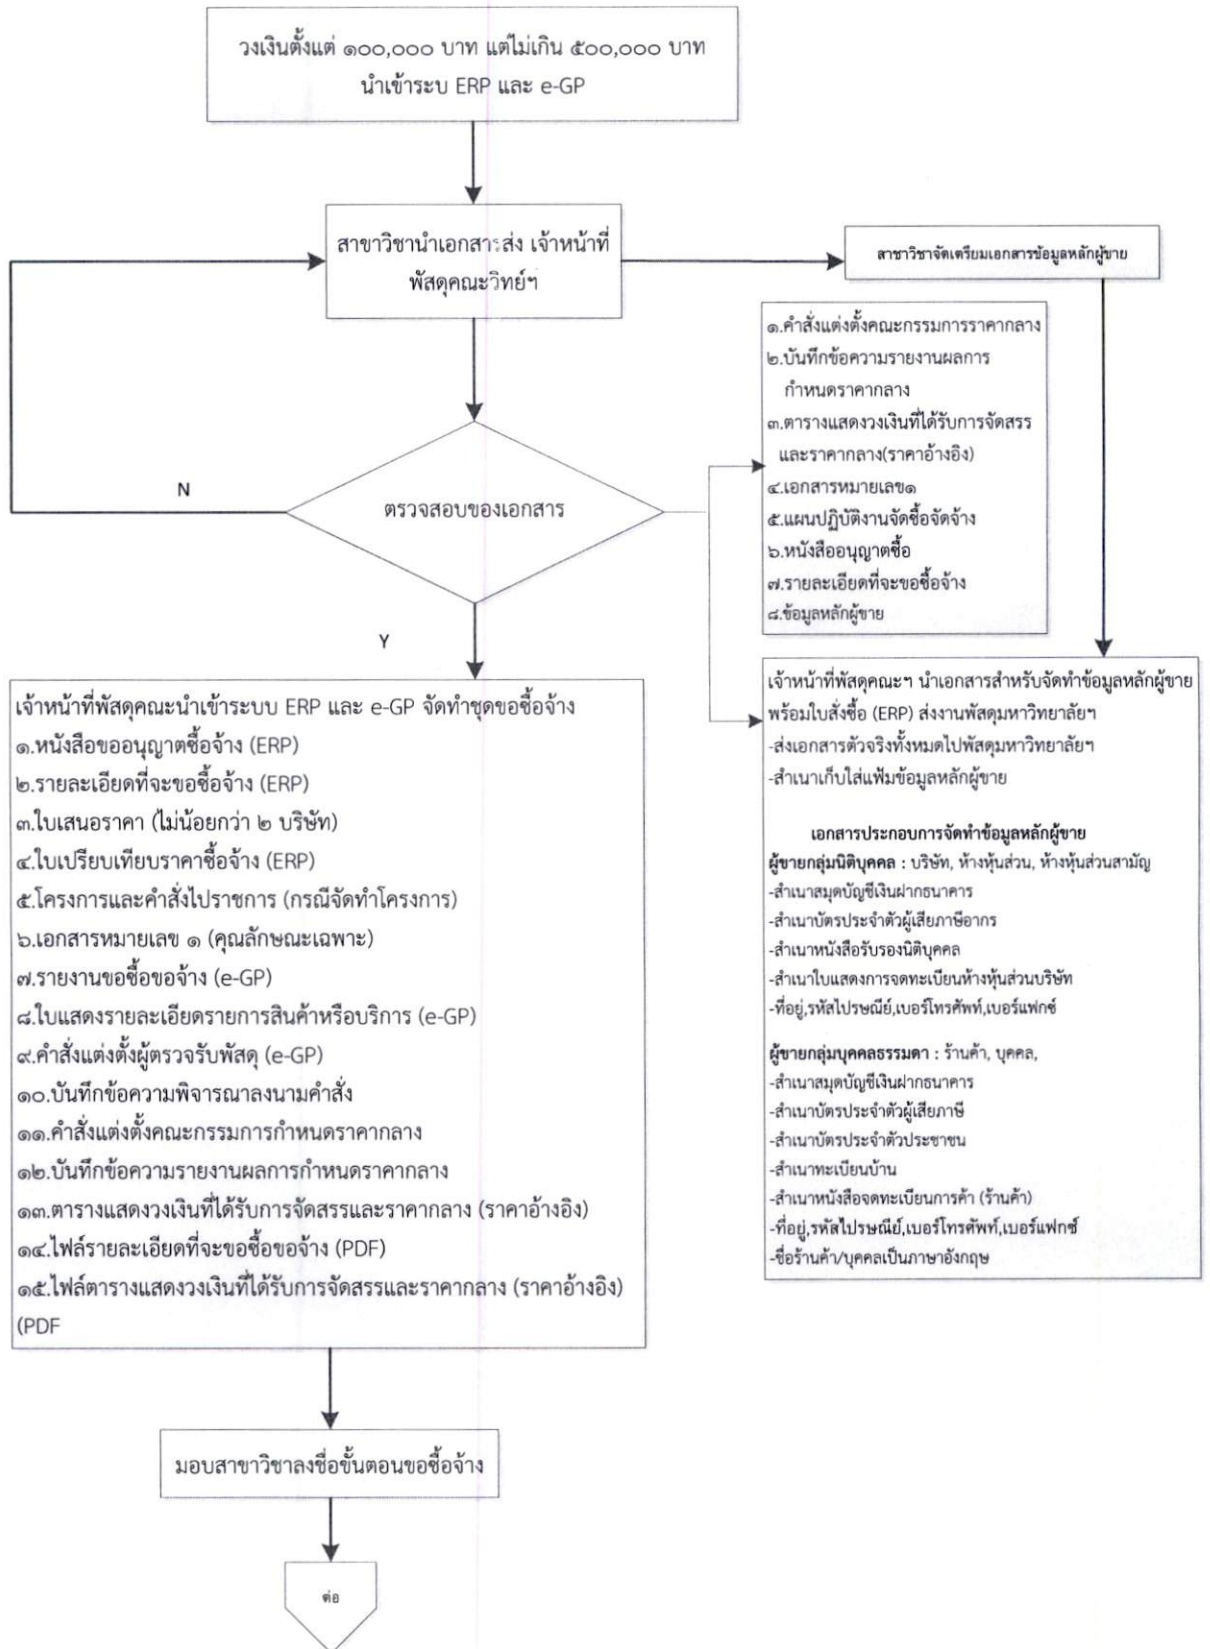 วงเงินตั้งแต่ ๑๐๐,๐๐๐ บาท แต่ไม่เกิน ๕๐๐,๐๐๐ บาท
นำเข้าระบ ERP และ e-GP
สาขาวิชานำเอกสารส่ง เจ้าหน้าที่
พัสดุคณะวิทย์ฯ
สาขาวิชาจัดเตรียมเอกสารข้อมูลหลักผู้ขาย
๑.คำสั่งแต่งตั้งคณะกรรมการราคากลาง
๒.บันทึกข้อความรายงานผลการ
กำหนดราคากลาง
๓.ตารางแสดงวงเงินที่ได้รับการจัดสรร
และราคากลาง(ราคาอ้างอิง)
๔.เอกสารหมายเลข๑
๕.แผนปฏิบัติงานจัดซื้อจัดจ้าง
๖.หนังสืออนุญาตซื้อ
๗.รายละเอียดที่จะขอซื้อจ้าง
๘.ข้อมูลหลักผู้ขาย
N
ตรวจสอบของเอกสาร
Y
เจ้าหน้าที่พัสดุคณะนำเข้าระบบ ERP และ e-GP จัดทำชุดขอซื้อจ้าง
๑.หนังสือขออนุญาตซื้อจ้าง (ERP)
๒.รายละเอียดที่จะขอซื้อจ้าง (ERP)
๓.ใบเสนอราคา (ไม่น้อยกว่า ๒ บริษัท)
๔.ใบเปรียบเทียบราคาซื้อจ้าง (ERP)
๕.โครงการและคำสั่งไปราชการ (กรณีจัดทำโครงการ)
๖.เอกสารหมายเลข ๑ (คุณลักษณะเฉพาะ)
๗.รายงานขอซื้อขอจ้าง (e-GP)
๘.ใบแสดงรายละเอียดรายการสินค้าหรือบริการ (e-GP)
๙.คำสั่งแต่งตั้งผู้ตรวจรับพัสดุ (e-GP)
๑๐.บันทึกข้อความพิจารณาลงนามคำสั่ง
๑๑.คำสั่งแต่งตั้งคณะกรรมการกำหนดราคากลาง
๑๒.บันทึกข้อความรายงานผลการกำหนดราคากลาง
๑๓.ตารางแสดงวงเงินที่ได้รับการจัดสรรและราคากลาง (ราคาอ้างอิง)
๑๔.ไฟล์รายละเอียดที่จะขอซื้อขอจ้าง (PDF)
๑๕.ไฟล์ตารางแสดงวงเงินที่ได้รับการจัดสรรและราคากลาง (ราคาอ้างอิง)
(PDF
เจ้าหน้าที่พัสดุคณะฯ นำเอกสารสำหรับจัดทำข้อมูลหลักผู้ขาย
พร้อมใบสั่งซื้อ (ERP) ส่งงานพัสดุมหาวิทยาลัยฯ
-ส่งเอกสารตัวจริงทั้งหมดไปพัสดุมหาวิทยาลัยฯ
-สำเนาเก็บใส่แฟ้มข้อมูลหลักผู้ขาย
เอกสารประกอบการจัดทำข้อมูลหลักผู้ขาย
ผู้ขายกลุ่มนิติบุคคล : บริษัท, ห้างหุ้นส่วน, ห้างหุ้นส่วนสามัญ
-สำเนาสมุดบัญชีเงินฝากธนาคาร
-สำเนาบัตรประจำตัวผู้เสียภาษีอากร
-สำเนาหนังสือรับรองนิติบุคคล
-สำเนาใบแสดงการจดทะเบียนห้างหุ้นส่วนบริษัท
-ที่อยู่,รหัสไปรษณีย์,เบอร์โทรศัพท์,เบอร์แฟกซ์
ผู้ขายกลุ่มบุคคลธรรมดา : ร้านค้า, บุคคล,
-สำเนาสมุดบัญชีเงินฝากธนาคาร
-สำเนาบัตรประจำตัวผู้เสียภาษี
-สำเนาบัตรประจำตัวประชาชน
-สำเนาทะเบียนบ้าน
-สำเนาหนังสือจดทะเบียนการค้า (ร้านค้า)
-ที่อยู่,รหัสไปรษณีย์,เบอร์โทรศัพท์,เบอร์แฟกซ์
-ชื่อร้านค้า/บุคคลเป็นภาษาอังกฤษ
มอบสาขาวิชาลงชื่อขั้นตอนขอซื้อจ้าง
ต่อ